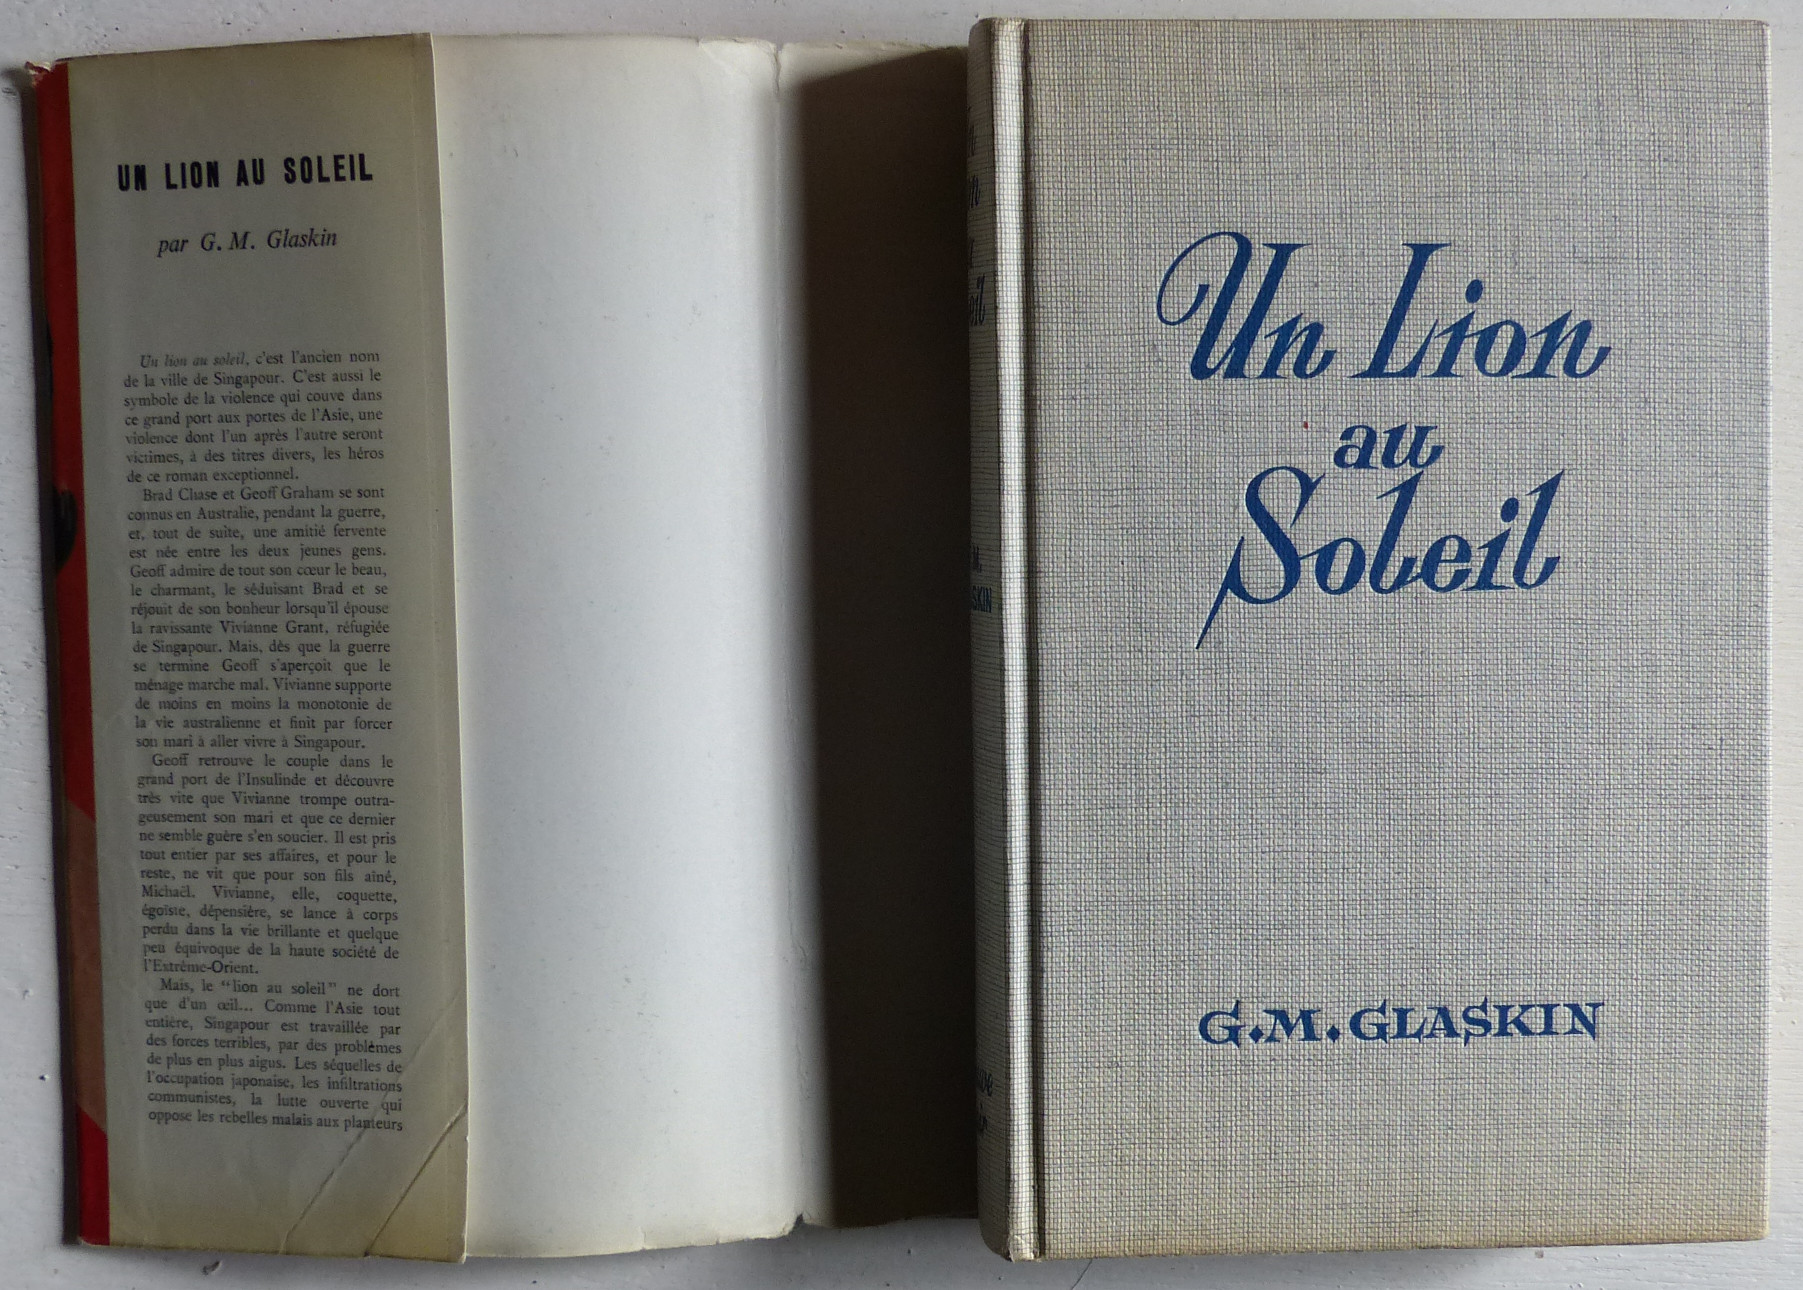 UN LION AU SOLEIL
par G. M. Glaskin
Un lion au soleil, c'est l'ancien nom
de la ville de Singapour. C'est aussi le
symbole de la violence qui couve dans
ce grand port aux portes de l'Asie, une
violence dont l'un après l'autre seront
victimes, à des titres divers, les héros
de ce roman exceptionnel.
Brad Chase et Geoff Graham se sont
connus en Australie, pendant la guerre,
et, tout de suite, une amitié fervente
est née entre les deux jeunes gens.
Geoff admire de tout son cœur le beau,
le charmant, le séduisant Brad et se
réjouit de son bonheur lorsqu'il épouse
la ravissante Vivianne Grant, réfugiée
de Singapour. Mais, dès que la guerre
se termine Geoff s'aperçoit que le
ménage marche mal. Vivianne supporte
de moins en moins la monotonie de
la vie australienne et finit par forcer
son mari à aller vivre à Singapour.
Geoff retrouve le couple dans le
grand port de l'Insulinde et découvre
très vite que Vivianne trompe outra-
geusement son mari et que ce dernier
ne semble guère s'en soucier. Il est pris
tout entier par ses affaires, et pour le
reste, ne vit que pour son fils aîné,
Michaël. Vivianne, elle, coquette,
égoïste, dépensière, se lance à corps
perdu dans la vie brillante et quelque
peu équivoque de la haute société de
l'Extrême-Orient.
Mais, le "lion au soleil" ne dort
que d'un œil... Comme l'Asie tout
entière, Singapour est travaillée par
des forces terribles, par des problèmes
de plus en plus aigus. Les séquelles de
l'occupation japonaise, les infiltrations
communistes, la lutte ouverte qui
oppose les rebelles malais aux planteurs
Un Lion
au
Soleil
G.M.GLASKIN